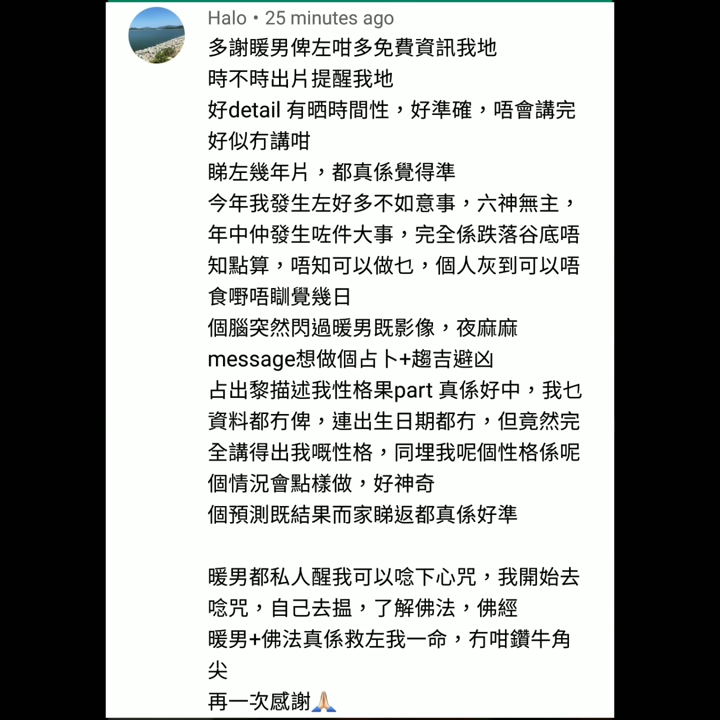 Halo • 25 minutes ago
多謝暖男俾左咁多免費資訊我地
時不時出片提醒我地
好detail 有晒時間性，好準確，唔會講完
好似冇講咁
睇左幾年片，都真係覺得準
今年我發生左好多不如意事，六神無主，
年中仲發生咗件大事，完全係跌落谷底唔
知點算，唔知可以做乜，個人灰到可以唔
食嘢唔瞓覺幾日
個腦突然閃過暖男既影像，夜麻麻
message想做個占卜+趨吉避凶
占出黎描述我性格果part 真係好中，我乜
資料都冇俾，連出生日期都冇，但竟然完
全講得出我嘅性格，同埋我呢個性格係呢
個情況會點樣做，好神奇
個預測既結果而家睇返都真係好準
暖男都私人醒我可以唸下心咒，我開始去
唸咒，自己去揾，了解佛法，佛經
暖男+佛法真係救左我一命，冇咁鑽牛角
尖
再一次感謝🙏🏻